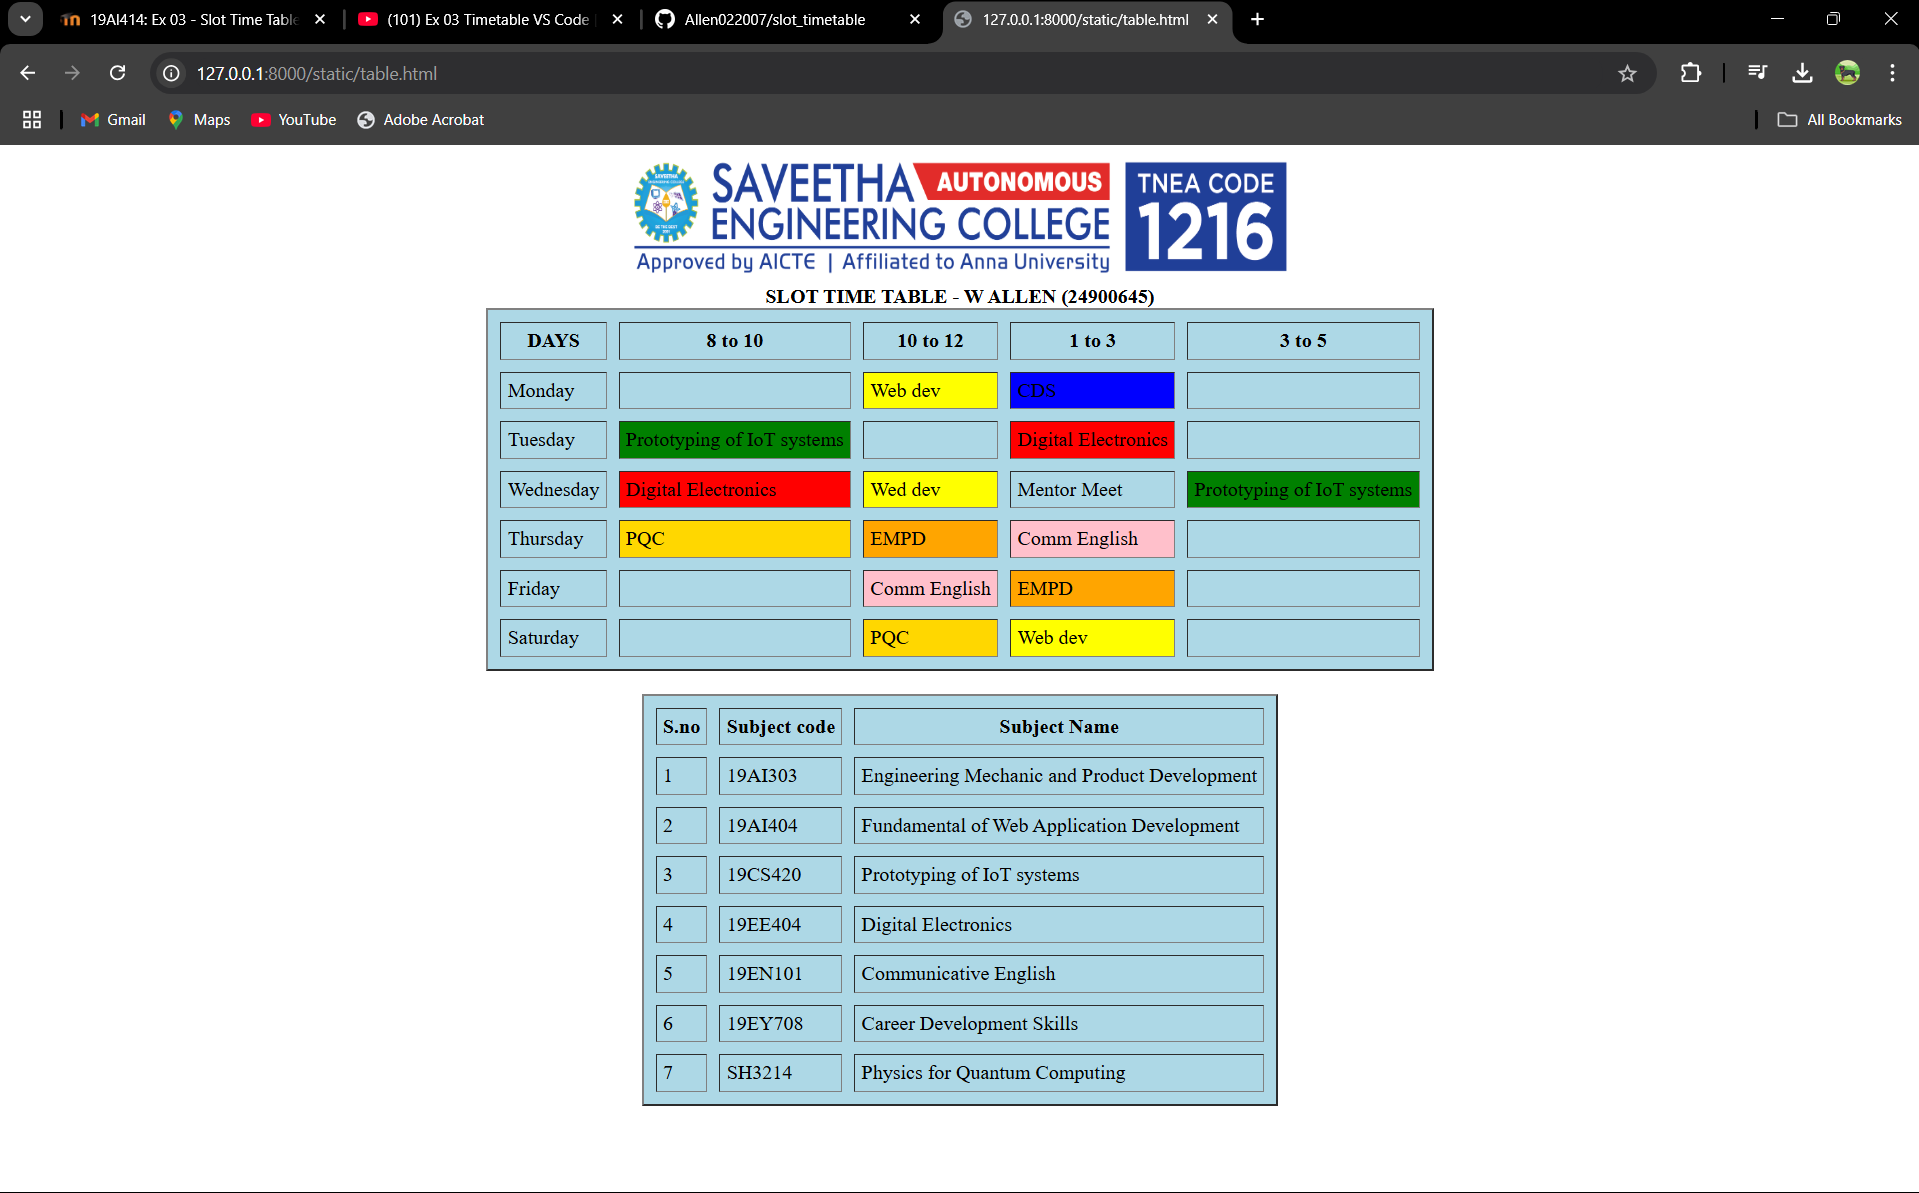 19AI414: Ex 03 - Slot Time Table
(101) Ex 03 Timetable VS Code
Allen022007/slot_timetable
127.0.0.1:8000/static/table.html
127.0.0.1:8000/static/table.html
Gmail Maps YouTube Adobe Acrobat All Bookmarks
SAVEETHA AUTONOMOUS
ENGINEERING COLLEGE
Approved by AICTE | Affiliated to Anna University
TNEA CODE
1216
SLOT TIME TABLE - W ALLEN (24900645)
DAYS 8 to 10 10 to 12 1 to 3 3 to 5
Monday Web dev CDS
Tuesday Prototyping of IoT systems Digital Electronics
Wednesday Digital Electronics Wed dev Mentor Meet Prototyping of IoT systems
Thursday PQC EMPD Comm English
Friday Comm English EMPD
Saturday PQC Web dev
S.no Subject code Subject Name
1 19AI303 Engineering Mechanic and Product Development
2 19AI404 Fundamental of Web Application Development
3 19CS420 Prototyping of IoT systems
4 19EE404 Digital Electronics
5 19EN101 Communicative English
6 19EY708 Career Development Skills
7 SH3214 Physics for Quantum Computing